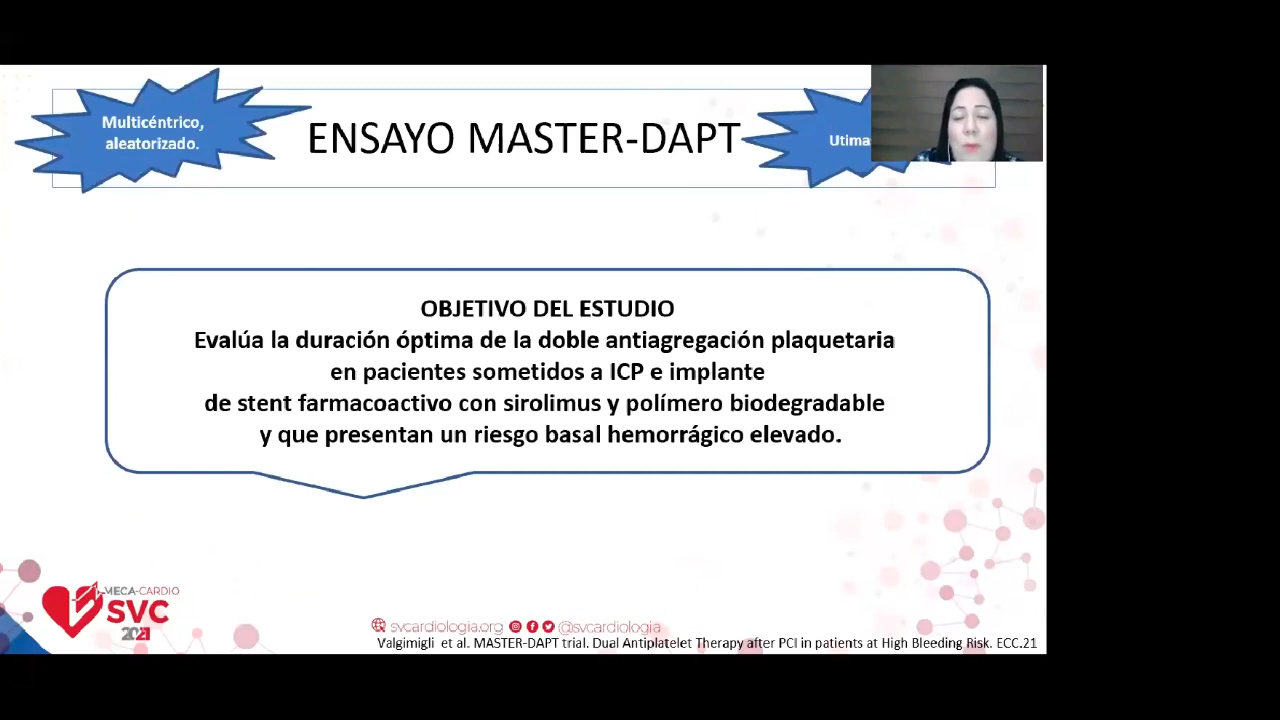 Multicéntrico,
aleatorizado.
ENSAYO MASTER-DAPT
OBJETIVO DEL ESTUDIO
Evalúa la duración óptima de la doble antiagregación plaquetaria
en pacientes sometidos a ICP e implante
de stent farmacoactivo con sirolimus y polímero biodegradable
y que presentan un riesgo basal hemorrágico elevado.
MECA-CARDIO
SVC
2021
svcardiologia.org @svcardiologia
Valgimigli et al. MASTER-DAPT trial. Dual Antiplatelet Therapy after PCI in patients at High Bleeding Risk. ECC.21